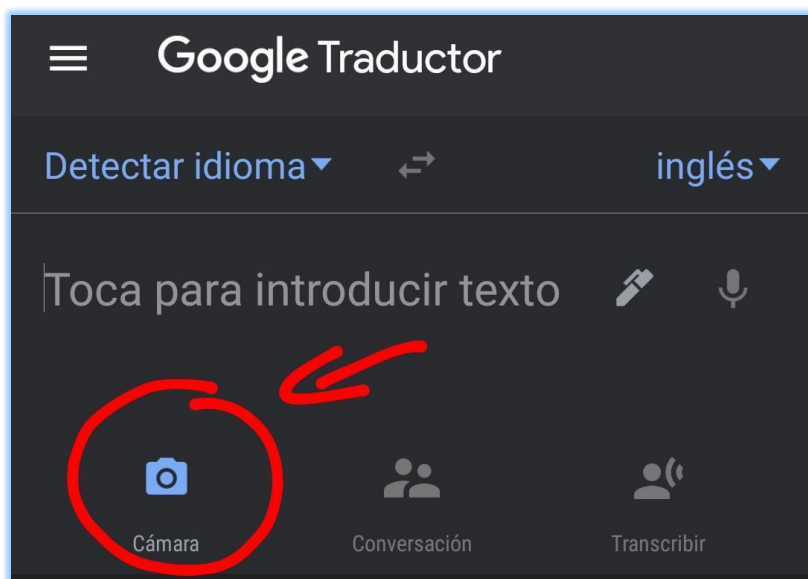 Google Traductor
Detectar idioma inglés
Toca para introducir texto
Cámara Conversación Transcribir